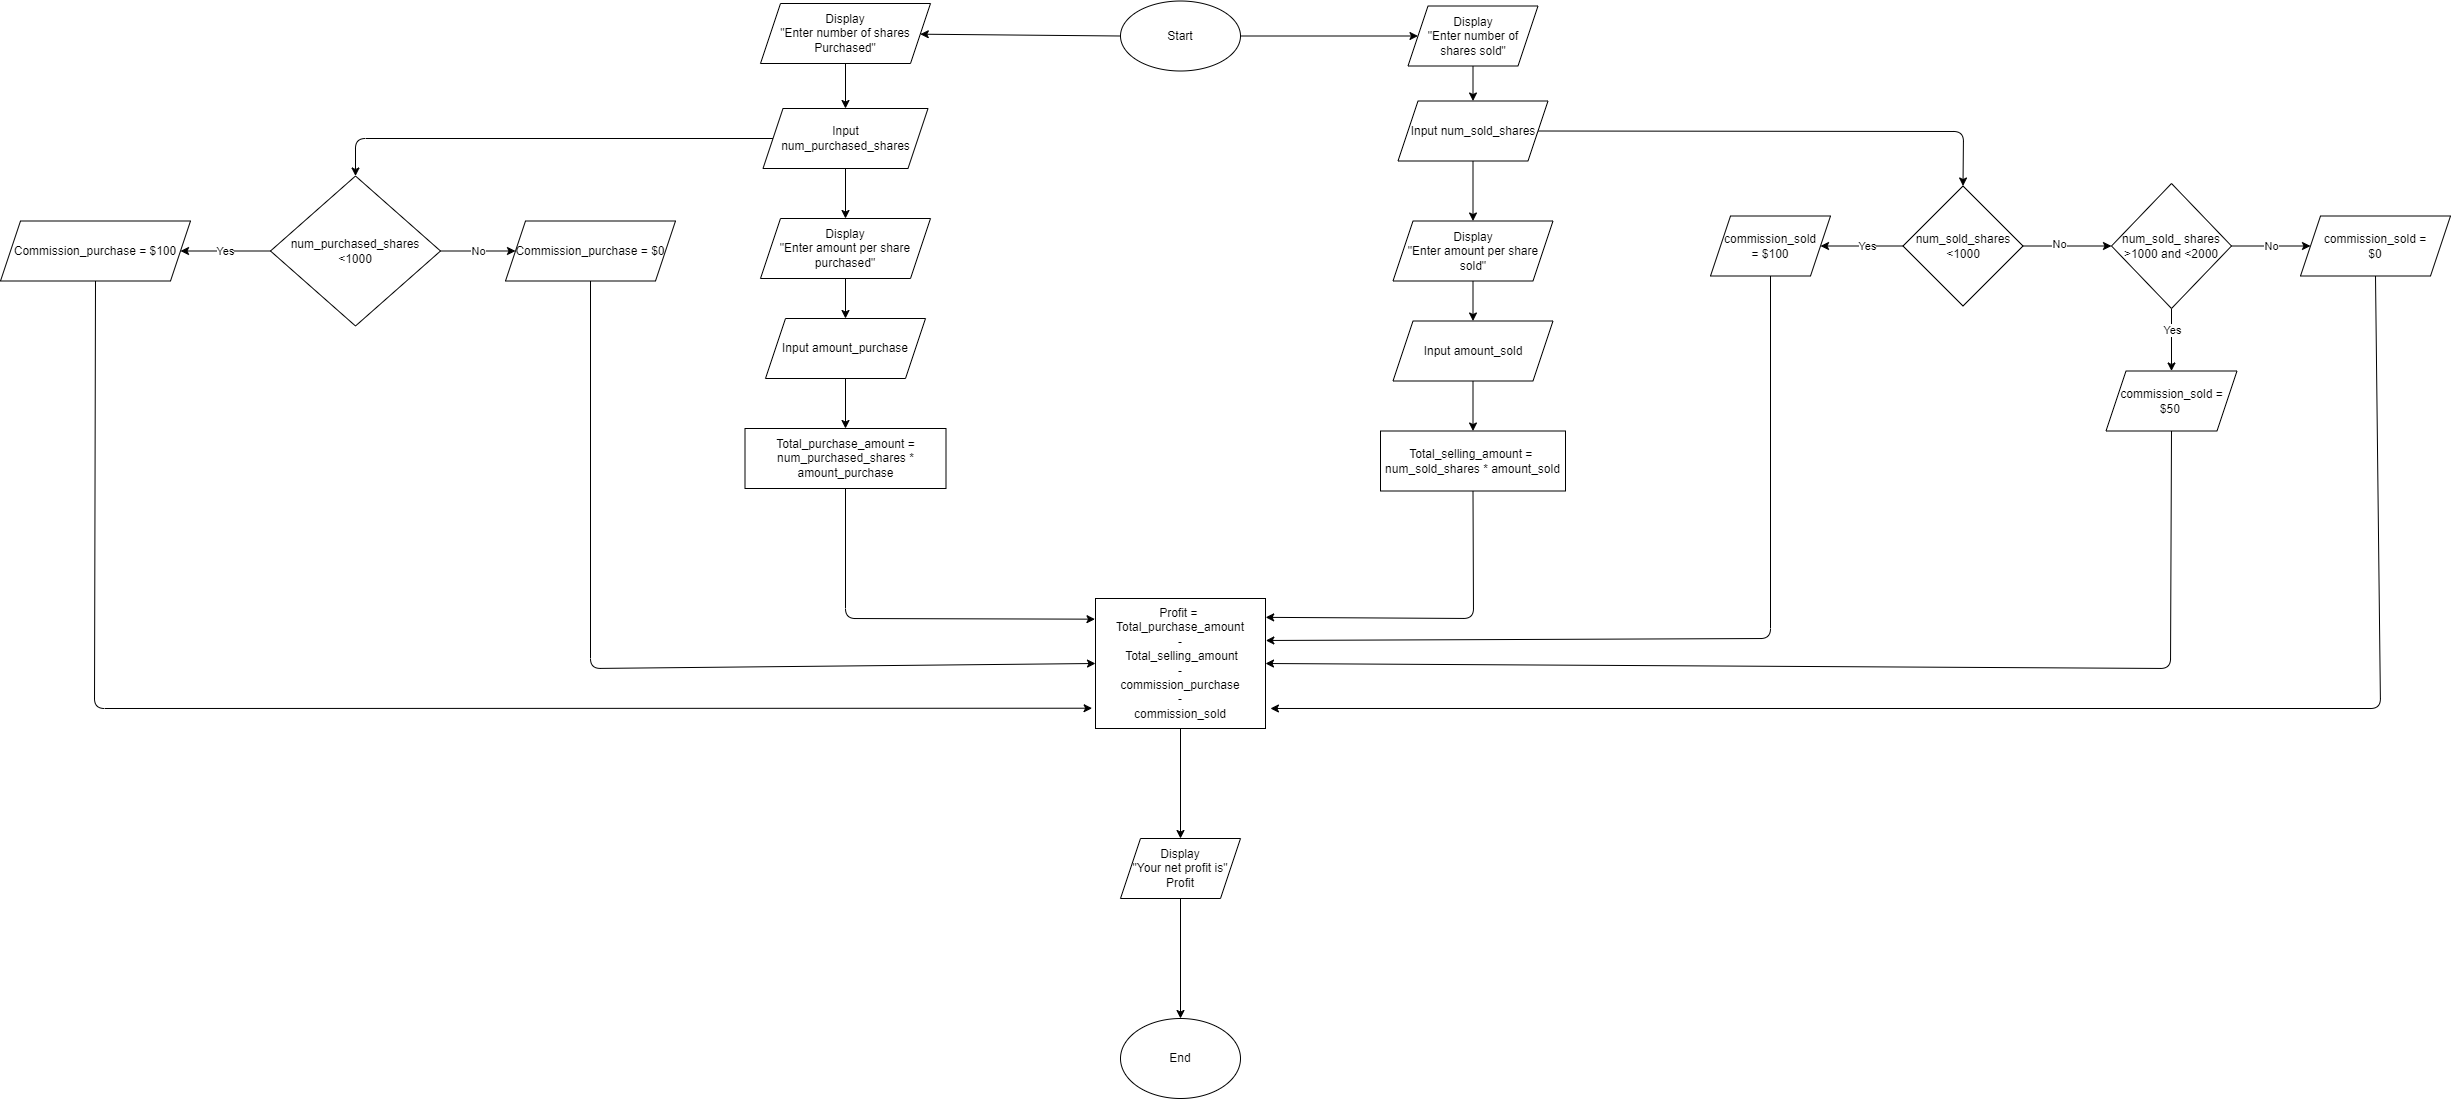 Display
"Enter number of shares
Purchased"
Start
Display
"Enter number of
shares sold"
Input
num_purchased_shares
Input num_sold_shares
Commission_purchase = $100
Yes
num_purchased_shares
<1000
No
Commission_purchase = $0
Display
"Enter amount per share
purchased"
Display
"Enter amount per share
sold"
commission_sold
= $100
Yes
num_sold_shares
<1000
No
num_sold_ shares
>1000 and <2000
No
commission_sold =
$0
Yes
Input amount_purchase
Input amount_sold
commission_sold =
$50
Total_purchase_amount =
num_purchased_shares *
amount_purchase
Total_selling_amount =
num_sold_shares * amount_sold
Profit =
Total_purchase_amount
-
Total_selling_amount
-
commission_purchase
-
commission_sold
Display
"Your net profit is"
Profit
End